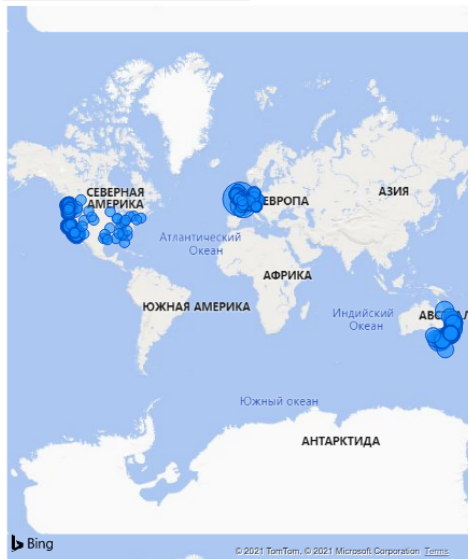 СЕВЕРНАЯ
АМЕРИКА
ЕВРОПА
АЗИЯ
Атлантический
Океан
АФРИКА
ЮЖНАЯ АМЕРИКА
Индийский
Океан
Южный океан
АНТАРКТИДА
Bing
© 2021 TomTom, © 2021 Microsoft Corporation Terms